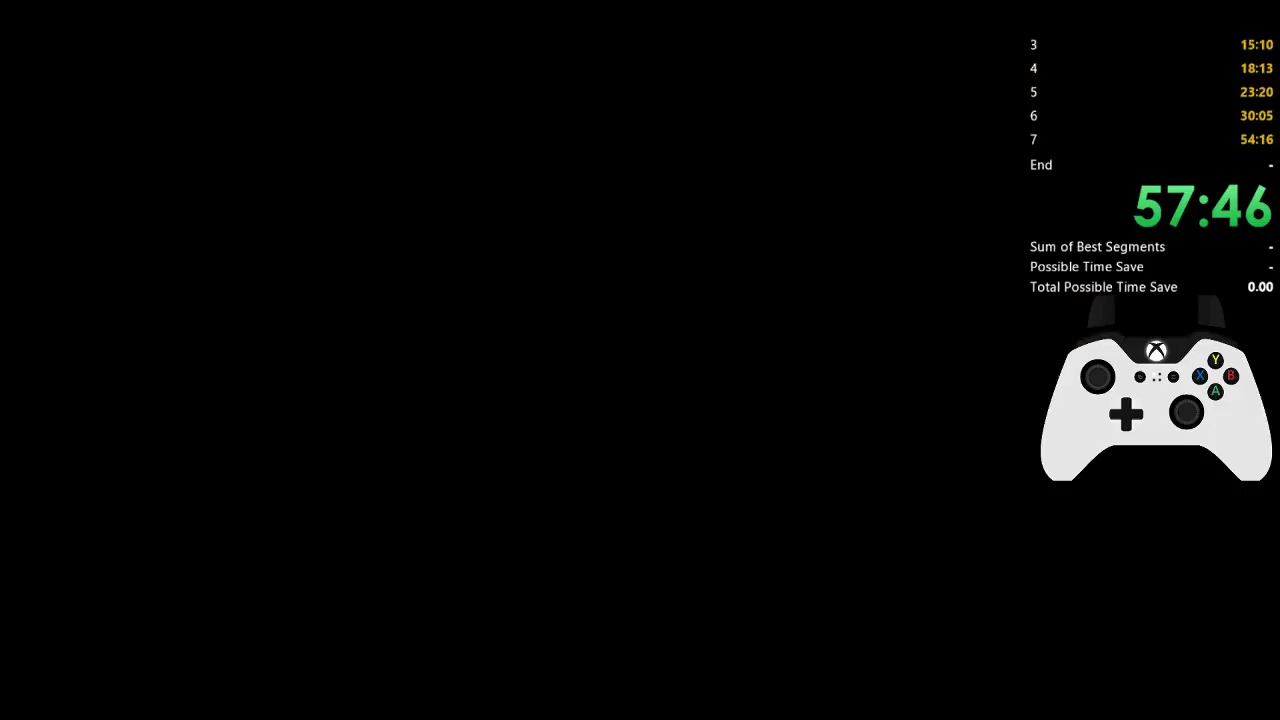 3 15:10
4 18:13
5 23:20
6 30:05
7 54:16
End -
57:46
Sum of Best Segments -
Possible Time Save -
Total Possible Time Save 0.00
Y
X B
A